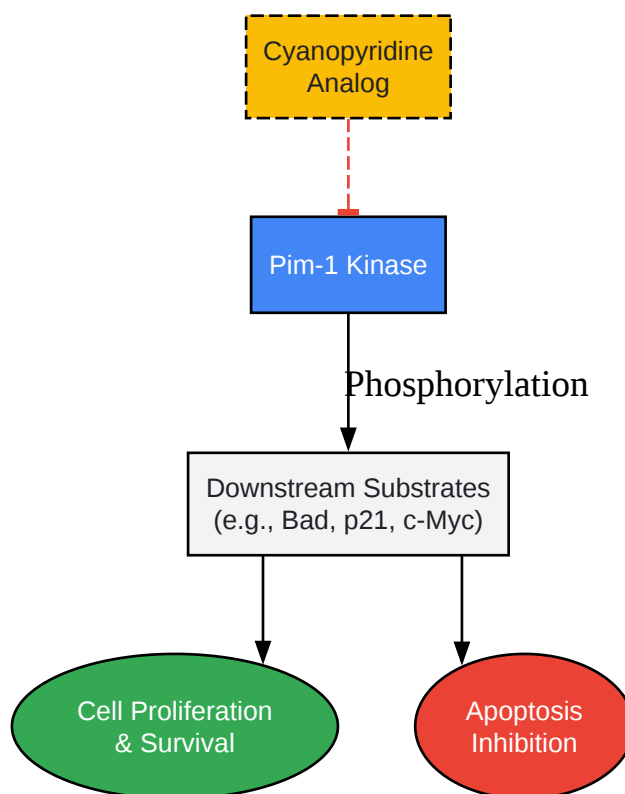 Cyanopyridine
Analog
Pim-1 Kinase
Phosphorylation
Downstream Substrates
(e.g., Bad, p21, c-Myc)
Cell Proliferation
& Survival
Apoptosis
Inhibition